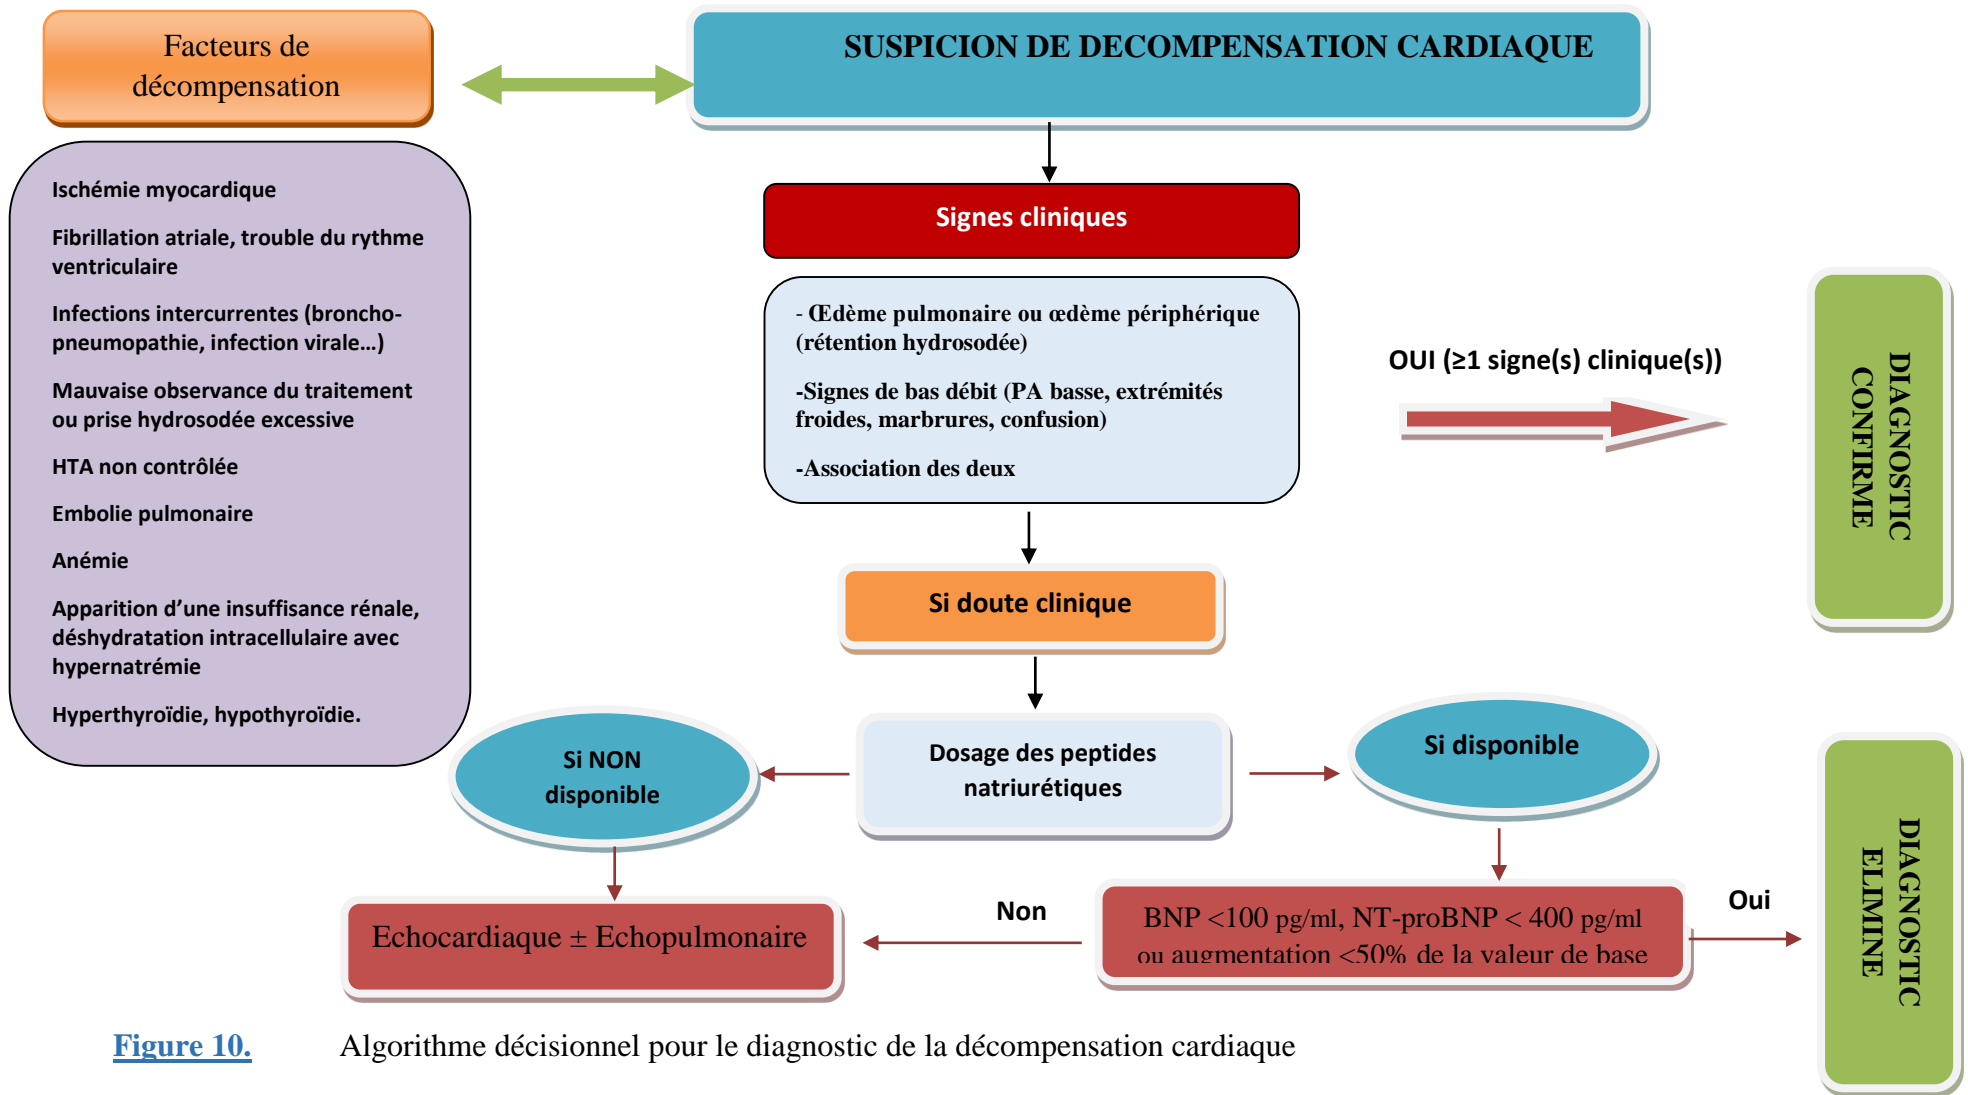 Facteurs de
décompensation
SUSPICION DE DECOMPENSATION CARDIAQUE
Ischémie myocardique
Fibrillation atriale, trouble du rythme
ventriculaire
Infections intercurrentes (broncho-
pneumopathie, infection virale…)
Mauvaise observance du traitement
ou prise hydrosodée excessive
HTA non contrôlée
Embolie pulmonaire
Anémie
Apparition d’une insuffisance rénale,
déshydratation intracellulaire avec
hypernatrémie
Hyperthyroïdie, hypothyroïdie.
Signes cliniques
- Œdème pulmonaire ou œdème périphérique
(rétention hydrosodée)
-Signes de bas débit (PA basse, extrémités
froides, marbrures, confusion)
-Association des deux
OUI (≥1 signe(s) clinique(s))
DIAGNOSTIC
CONFIRME
Si doute clinique
Dosage des peptides
natriurétiques
Si NON
disponible
Si disponible
Echocardiaque ± Echopulmonaire
Non
BNP <100 pg/ml, NT-proBNP < 400 pg/ml
ou augmentation <50% de la valeur de base
Oui
DIAGNOSTIC
ELIMINE
Figure 10. Algorithme décisionnel pour le diagnostic de la décompensation cardiaque